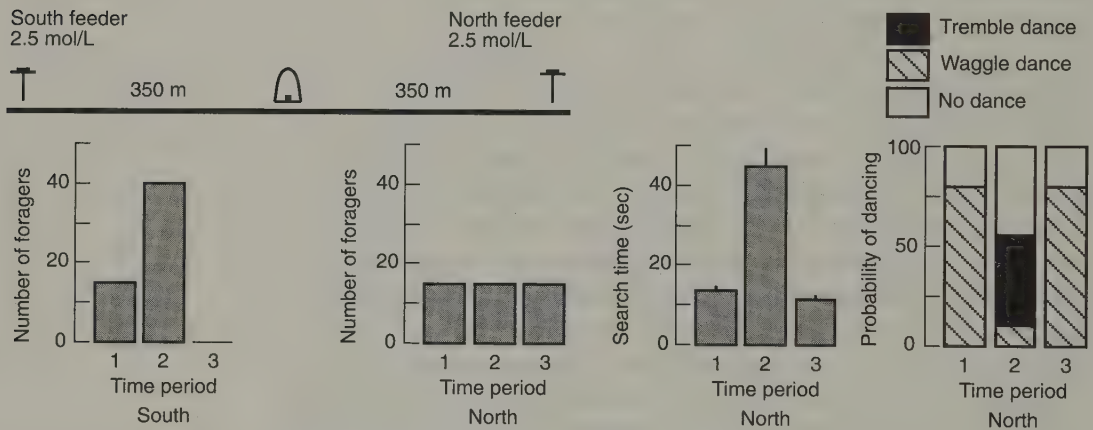 South feeder
2.5 mol/L
North feeder
2.5 mol/L
350 m
350 m
Tremble dance
Waggle dance
No dance
Number of foragers
40
20
0
1 2 3
Time period
South
Number of foragers
40
20
0
1 2 3
Time period
North
Search time (sec)
40
20
0
1 2 3
Time period
North
Probability of dancing
100
50
0
1 2 3
Time period
North